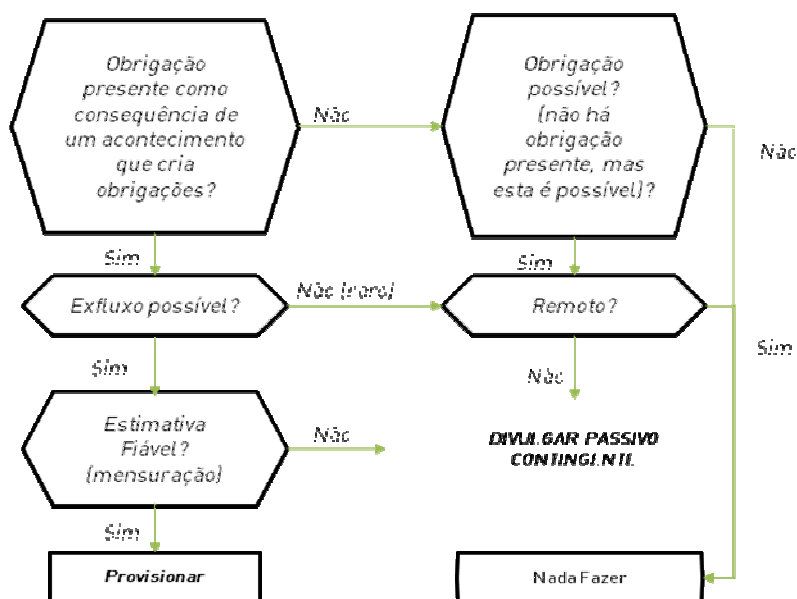 Obrigação
presente como
consequência de
um acontecimento
que cria
obrigações?
Não
Obrigação
possível?
(não há
obrigação
presente, mas
esta é possível)?
Não
Sim
Sim
Exfluxo possível?
Não (raro)
Remoto?
Sim
Sim
Não
Estimativa
Fiável?
(mensuração)
Não
DIVULGAR PASSIVO
CONTINGENTE.
Sim
Provisionar
Nada Fazer